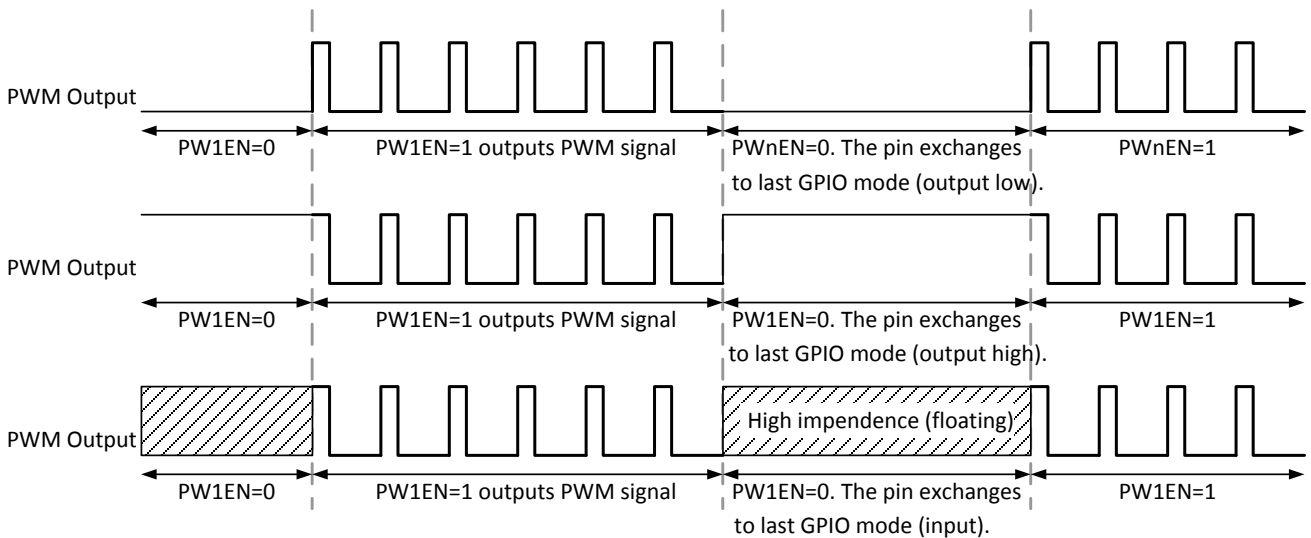 PWM Output
PW1EN=0
PW1EN=1 outputs PWM signal
PWnEN=0. The pin exchanges
to last GPIO mode (output low).
PWnEN=1
PWM Output
PW1EN=0
PW1EN=1 outputs PWM signal
PW1EN=0. The pin exchanges
to last GPIO mode (output high).
PW1EN=1
PWM Output
High impendence (floating)
PW1EN=0
PW1EN=1 outputs PWM signal
PW1EN=0. The pin exchanges
to last GPIO mode (input).
PW1EN=1